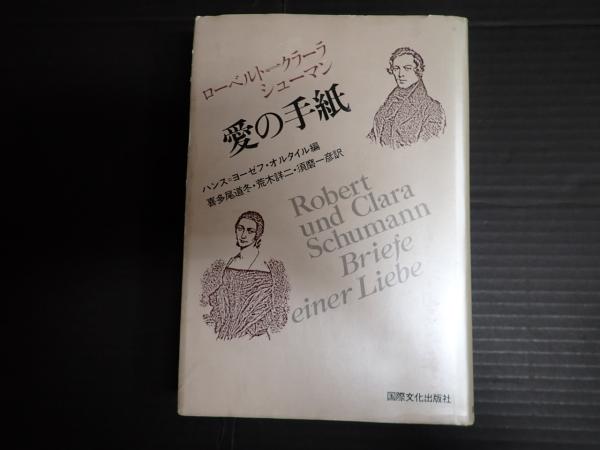 ローベルト=クラーラ
シューマン
愛の手紙
ハンス=ヨーゼフ・オルタイル編
喜多尾道冬・荒木詳二・須磨一彦訳
Robert
und Clara
Schumann
Briefe
einer Liebe
国際文化出版社